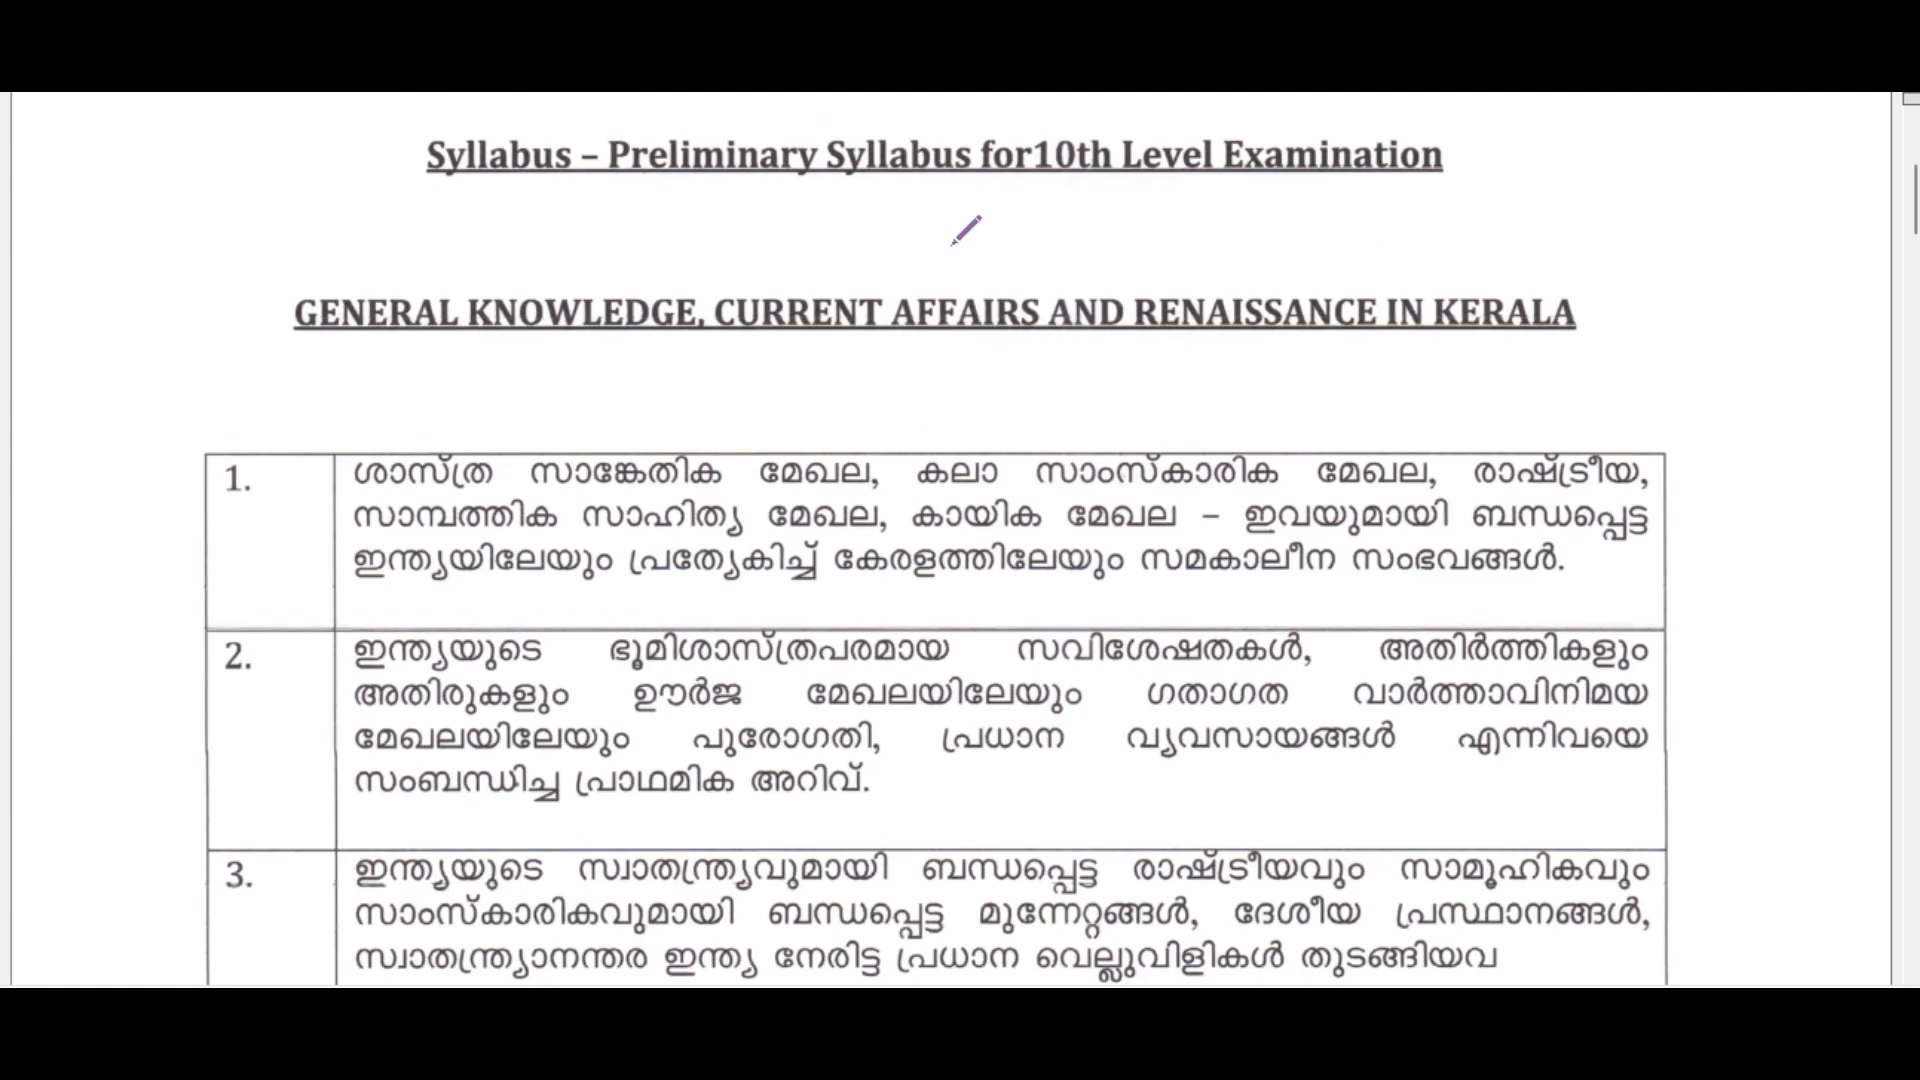 Syllabus – Preliminary Syllabus for10th Level Examination
GENERAL KNOWLEDGE, CURRENT AFFAIRS AND RENAISSANCE IN KERALA
1. ശാസ്ത്ര സാങ്കേതിക മേഖല, കലാ സാംസ്കാരിക മേഖല, രാഷ്ട്രീയ,
സാമ്പത്തിക സാഹിത്യ മേഖല, കായിക മേഖല – ഇവയുമായി ബന്ധപ്പെട്ട
ഇന്ത്യയിലേയും പ്രത്യേകിച്ച് കേരളത്തിലേയും സമകാലീന സംഭവങ്ങൾ.
2. ഇന്ത്യയുടെ ഭൂമിശാസ്ത്രപരമായ സവിശേഷതകൾ, അതിർത്തികളും
അതിരുകളും ഊർജ മേഖലയിലേയും ഗതാഗത വാർത്താവിനിമയ
മേഖലയിലേയും പുരോഗതി, പ്രധാന വ്യവസായങ്ങൾ എന്നിവയെ
സംബന്ധിച്ച പ്രാഥമിക അറിവ്.
3. ഇന്ത്യയുടെ സ്വാതന്ത്ര്യവുമായി ബന്ധപ്പെട്ട രാഷ്ട്രീയവും സാമൂഹികവും
സാംസ്കാരികവുമായി ബന്ധപ്പെട്ട മുന്നേറ്റങ്ങൾ, ദേശീയ പ്രസ്ഥാനങ്ങൾ,
സ്വാതന്ത്ര്യാനന്തര ഇന്ത്യ നേരിട്ട പ്രധാന വെല്ലുവിളികൾ തുടങ്ങിയവ